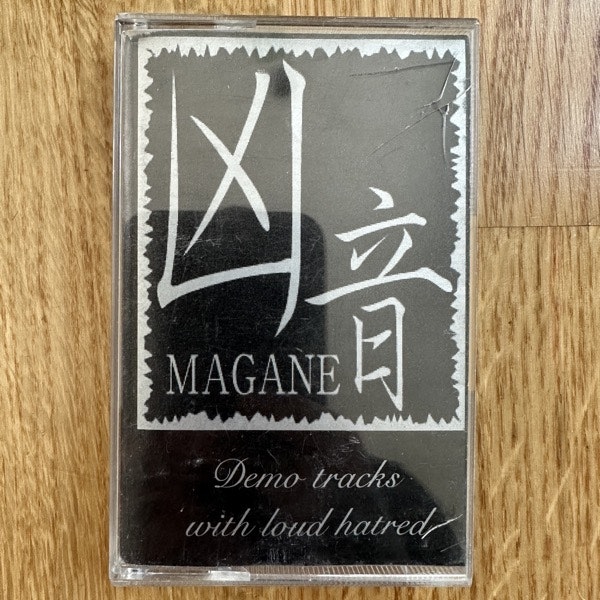 凶音
MAGANE
Demo tracks
with loud hatred